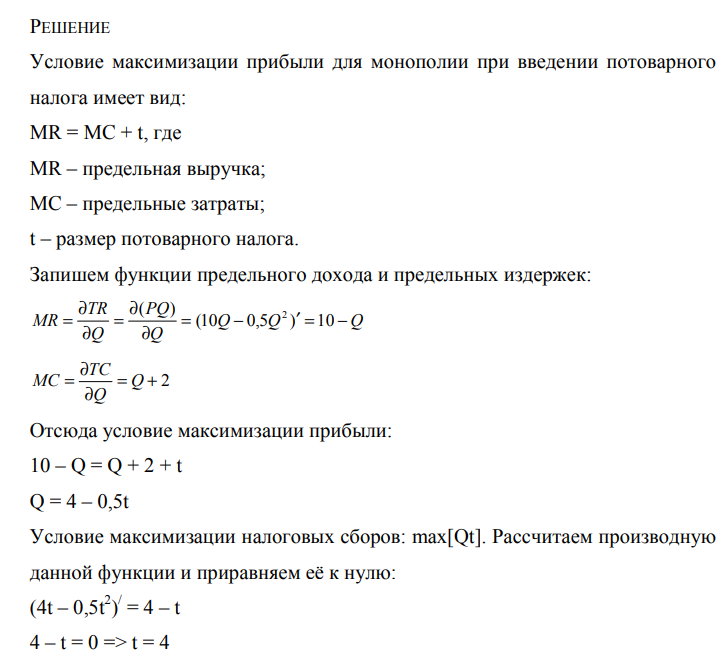 РЕШЕНИЕ
Условие максимизации прибыли для монополии при введении потоварного
налога имеет вид:
MR = MC + t, где
MR – предельная выручка;
MC – предельные затраты;
t – размер потоварного налога.
Запишем функции предельного дохода и предельных издержек:
MR = ∂TR/∂Q = ∂(PQ)/∂Q = (10Q − 0,5Q²)′ = 10 − Q
MC = ∂TC/∂Q = Q + 2
Отсюда условие максимизации прибыли:
10 – Q = Q + 2 + t
Q = 4 – 0,5t
Условие максимизации налоговых сборов: max[Qt]. Рассчитаем производную
данной функции и приравняем её к нулю:
(4t – 0,5t²)/ = 4 – t
4 – t = 0 => t = 4